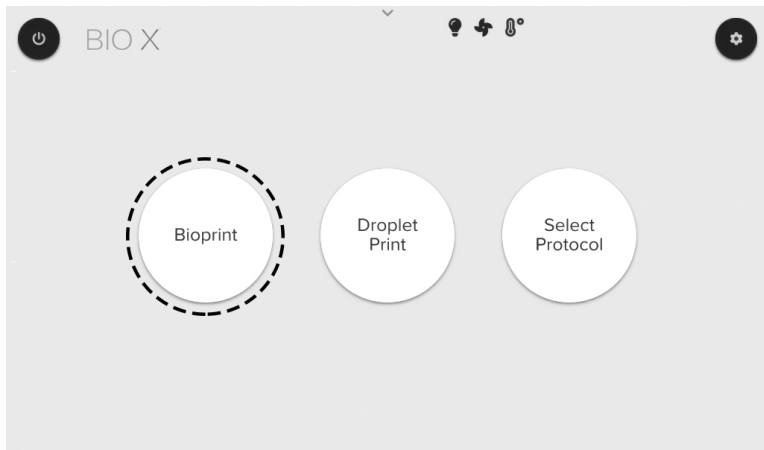 BIO X
Bioprint
Droplet
Print
Select
Protocol